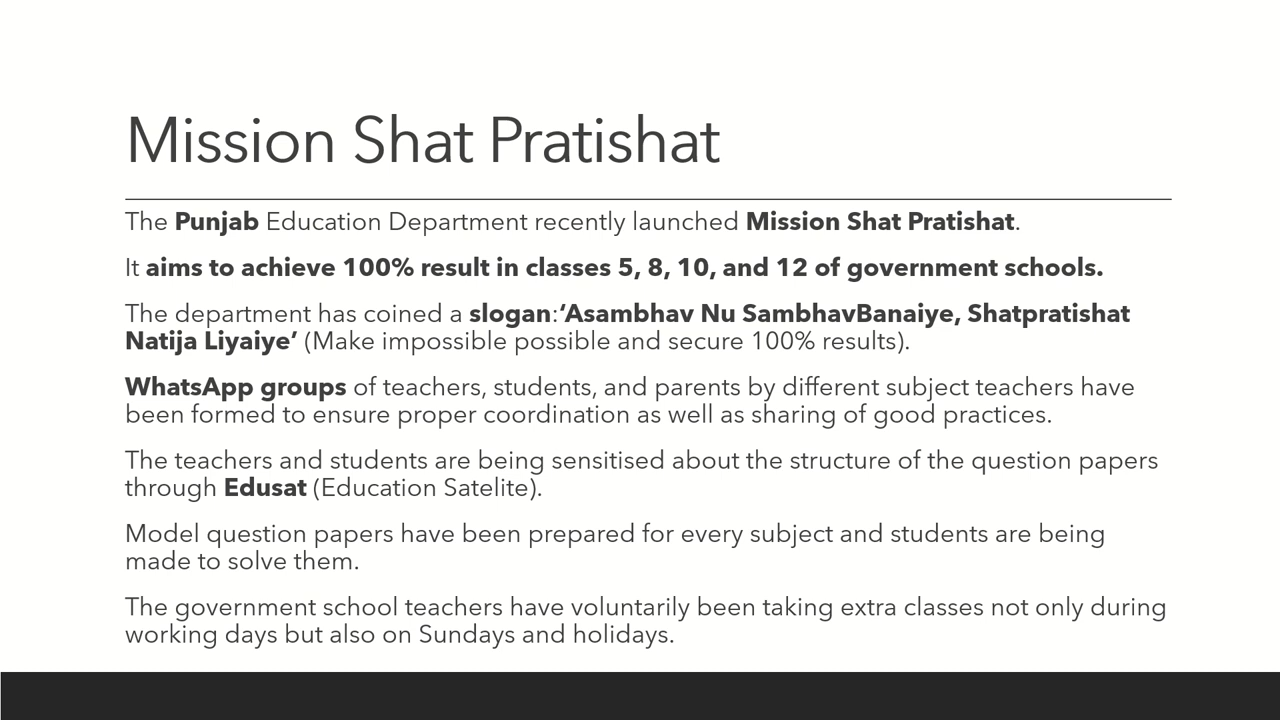 Mission Shat Pratishat
The Punjab Education Department recently launched Mission Shat Pratishat.
It aims to achieve 100% result in classes 5, 8, 10, and 12 of government schools.
The department has coined a slogan:‘Asambhav Nu SambhavBanaiye, Shatpratishat
Natija Liyaiye’ (Make impossible possible and secure 100% results).
WhatsApp groups of teachers, students, and parents by different subject teachers have
been formed to ensure proper coordination as well as sharing of good practices.
The teachers and students are being sensitised about the structure of the question papers
through Edusat (Education Satelite).
Model question papers have been prepared for every subject and students are being
made to solve them.
The government school teachers have voluntarily been taking extra classes not only during
working days but also on Sundays and holidays.